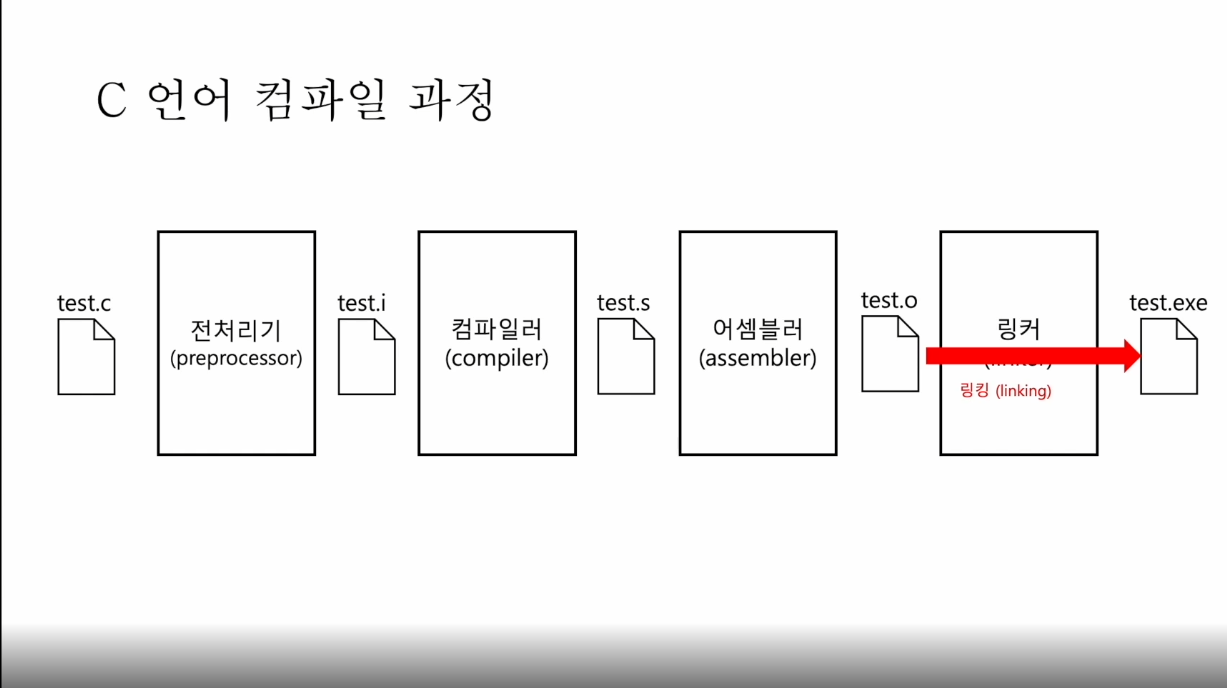 C 언어 컴파일 과정
test.c
전처리기
(preprocessor)
test.i
컴파일러
(compiler)
test.s
어셈블러
(assembler)
test.o
링커
링킹 (linking)
test.exe